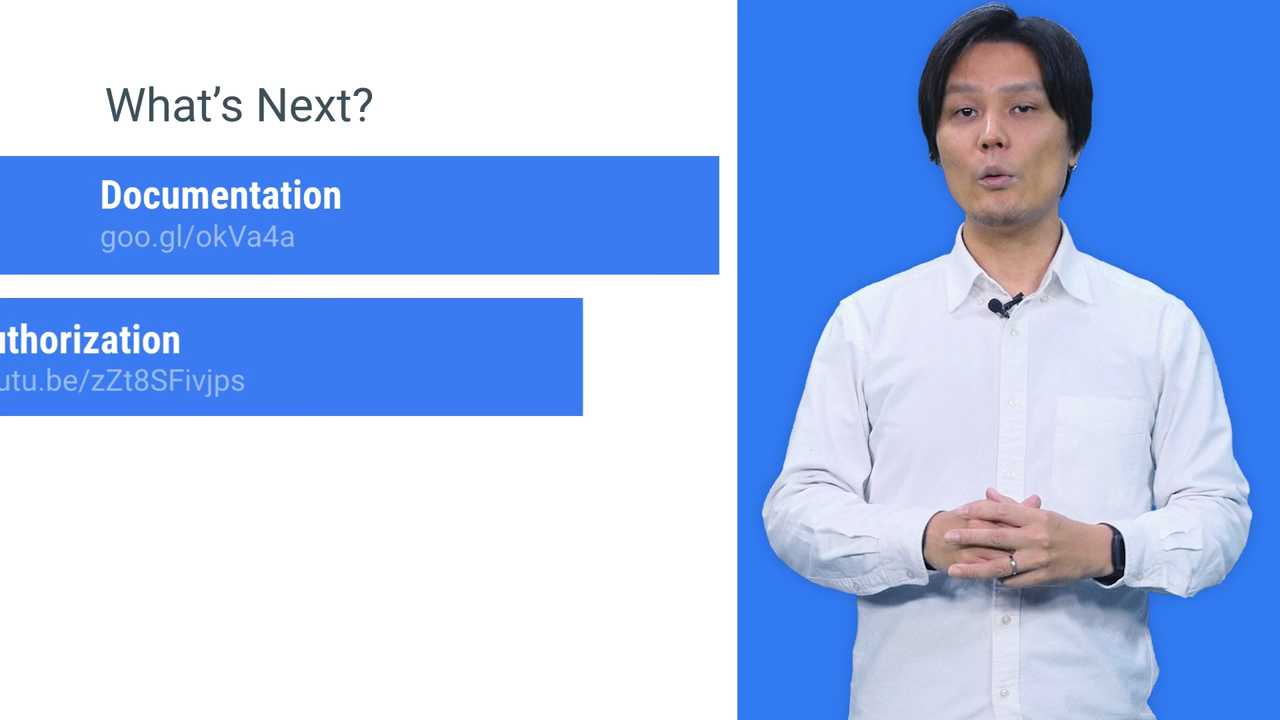 What’s Next?
Documentation
goo.gl/okVa4a
uthorization
utu.be/zZt8SFivjps